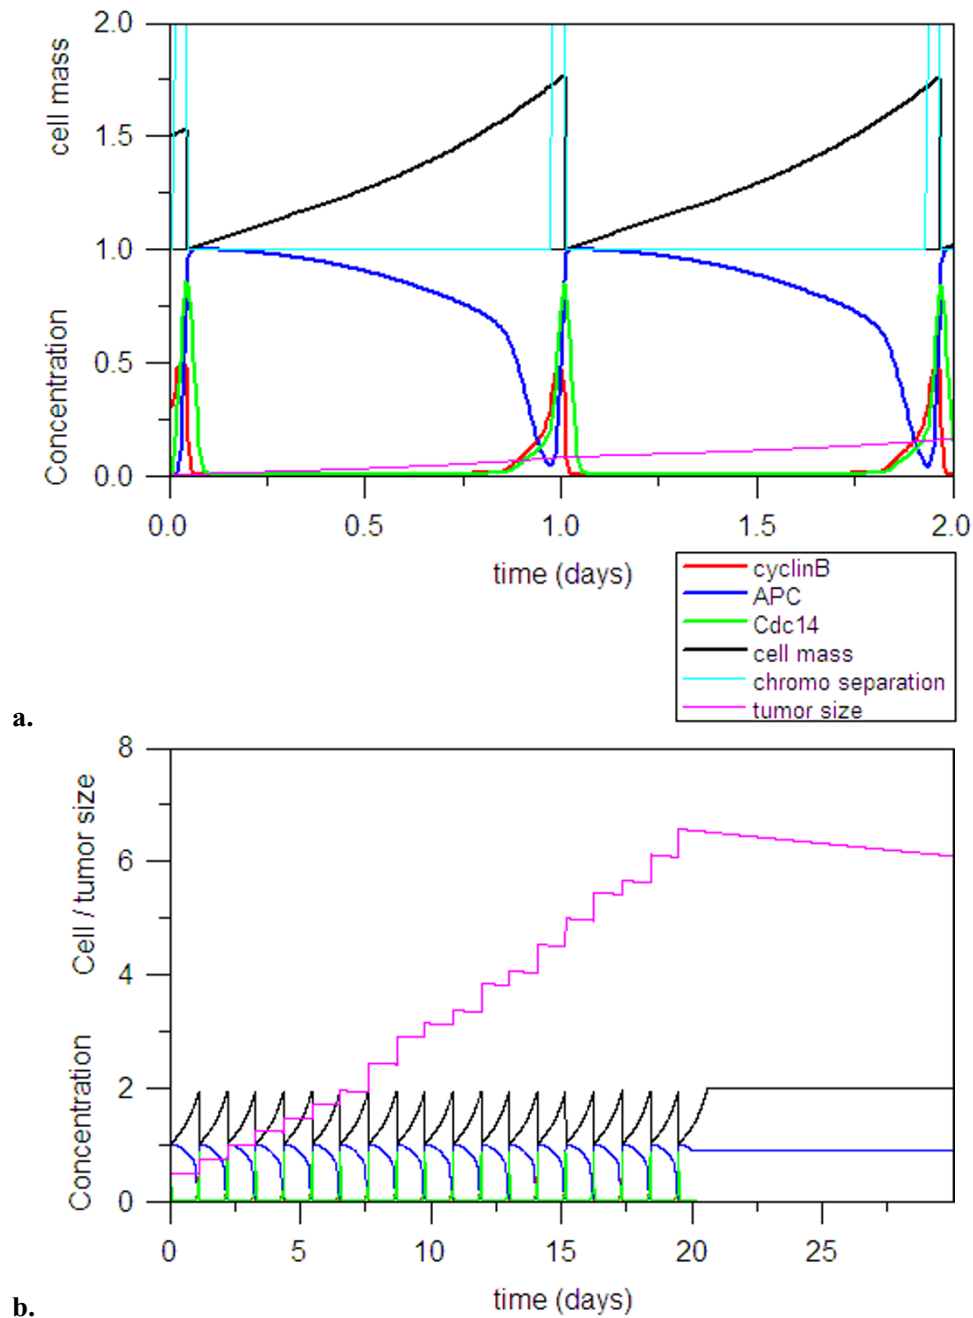 2.0
cell mass
1.5
1.0
Concentration
0.5
0.0
0.0 0.5 1.0 1.5 2.0
time (days)
cyclinB
APC
Cdc14
cell mass
chromo separation
tumor size
a.
8
Cell / tumor size
6
4
Concentration
2
0
0 5 10 15 20 25
time (days)
b.